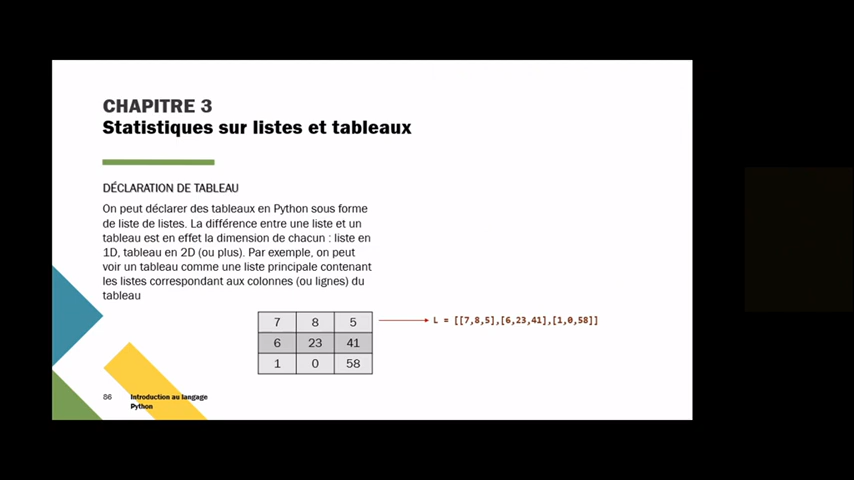 CHAPITRE 3
Statistiques sur listes et tableaux
DÉCLARATION DE TABLEAU
On peut déclarer des tableaux en Python sous forme
de liste de listes. La différence entre une liste et un
tableau est en effet la dimension de chacun : liste en
1D, tableau en 2D (ou plus). Par exemple, on peut
voir un tableau comme une liste principale contenant
les listes correspondant aux colonnes (ou lignes) du
tableau
7 8 5
6 23 41
1 0 58
L = [[7,8,5],[6,23,41],[1,0,58]]
86
Introduction au langage
Python